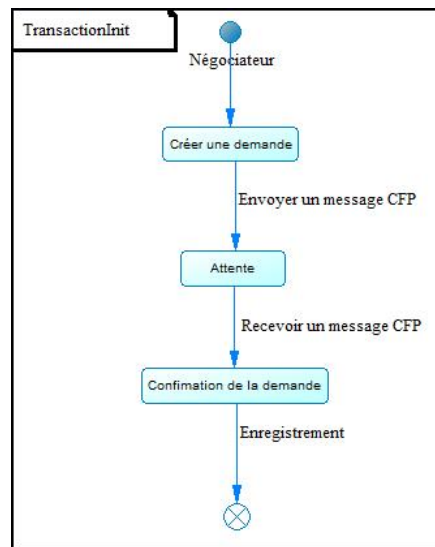 TransactionInit
Négociateur
Créer une demande
Envoyer un message CFP
Attente
Recevoir un message CFP
Confimation de la demande
Enregistrement